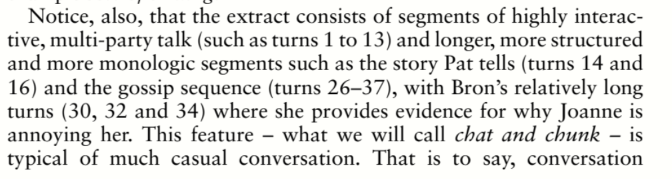 Notice, also, that the extract consists of segments of highly interac-
tive, multi-party talk (such as turns 1 to 13) and longer, more structured
and more monologic segments such as the story Pat tells (turns 14 and
16) and the gossip sequence (turns 26–37), with Bron's relatively long
turns (30, 32 and 34) where she provides evidence for why Joanne is
annoying her. This feature – what we will call chat and chunk – is
typical of much casual conversation. That is to say, conversation